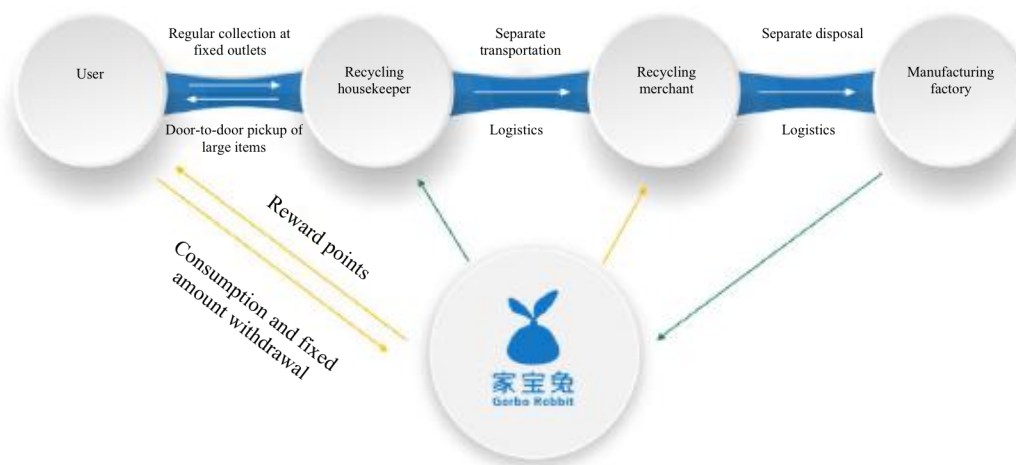 Regular collection at
fixed outlets
Separate
transportation
Separate disposal
User
Recycling
housekeeper
Recycling
merchant
Manufacturing
factory
Door-to-door pickup of
large items
Logistics
Logistics
Reward points
Consumption and fixed
amount withdrawal
家宝兔
Garbo Rabbit